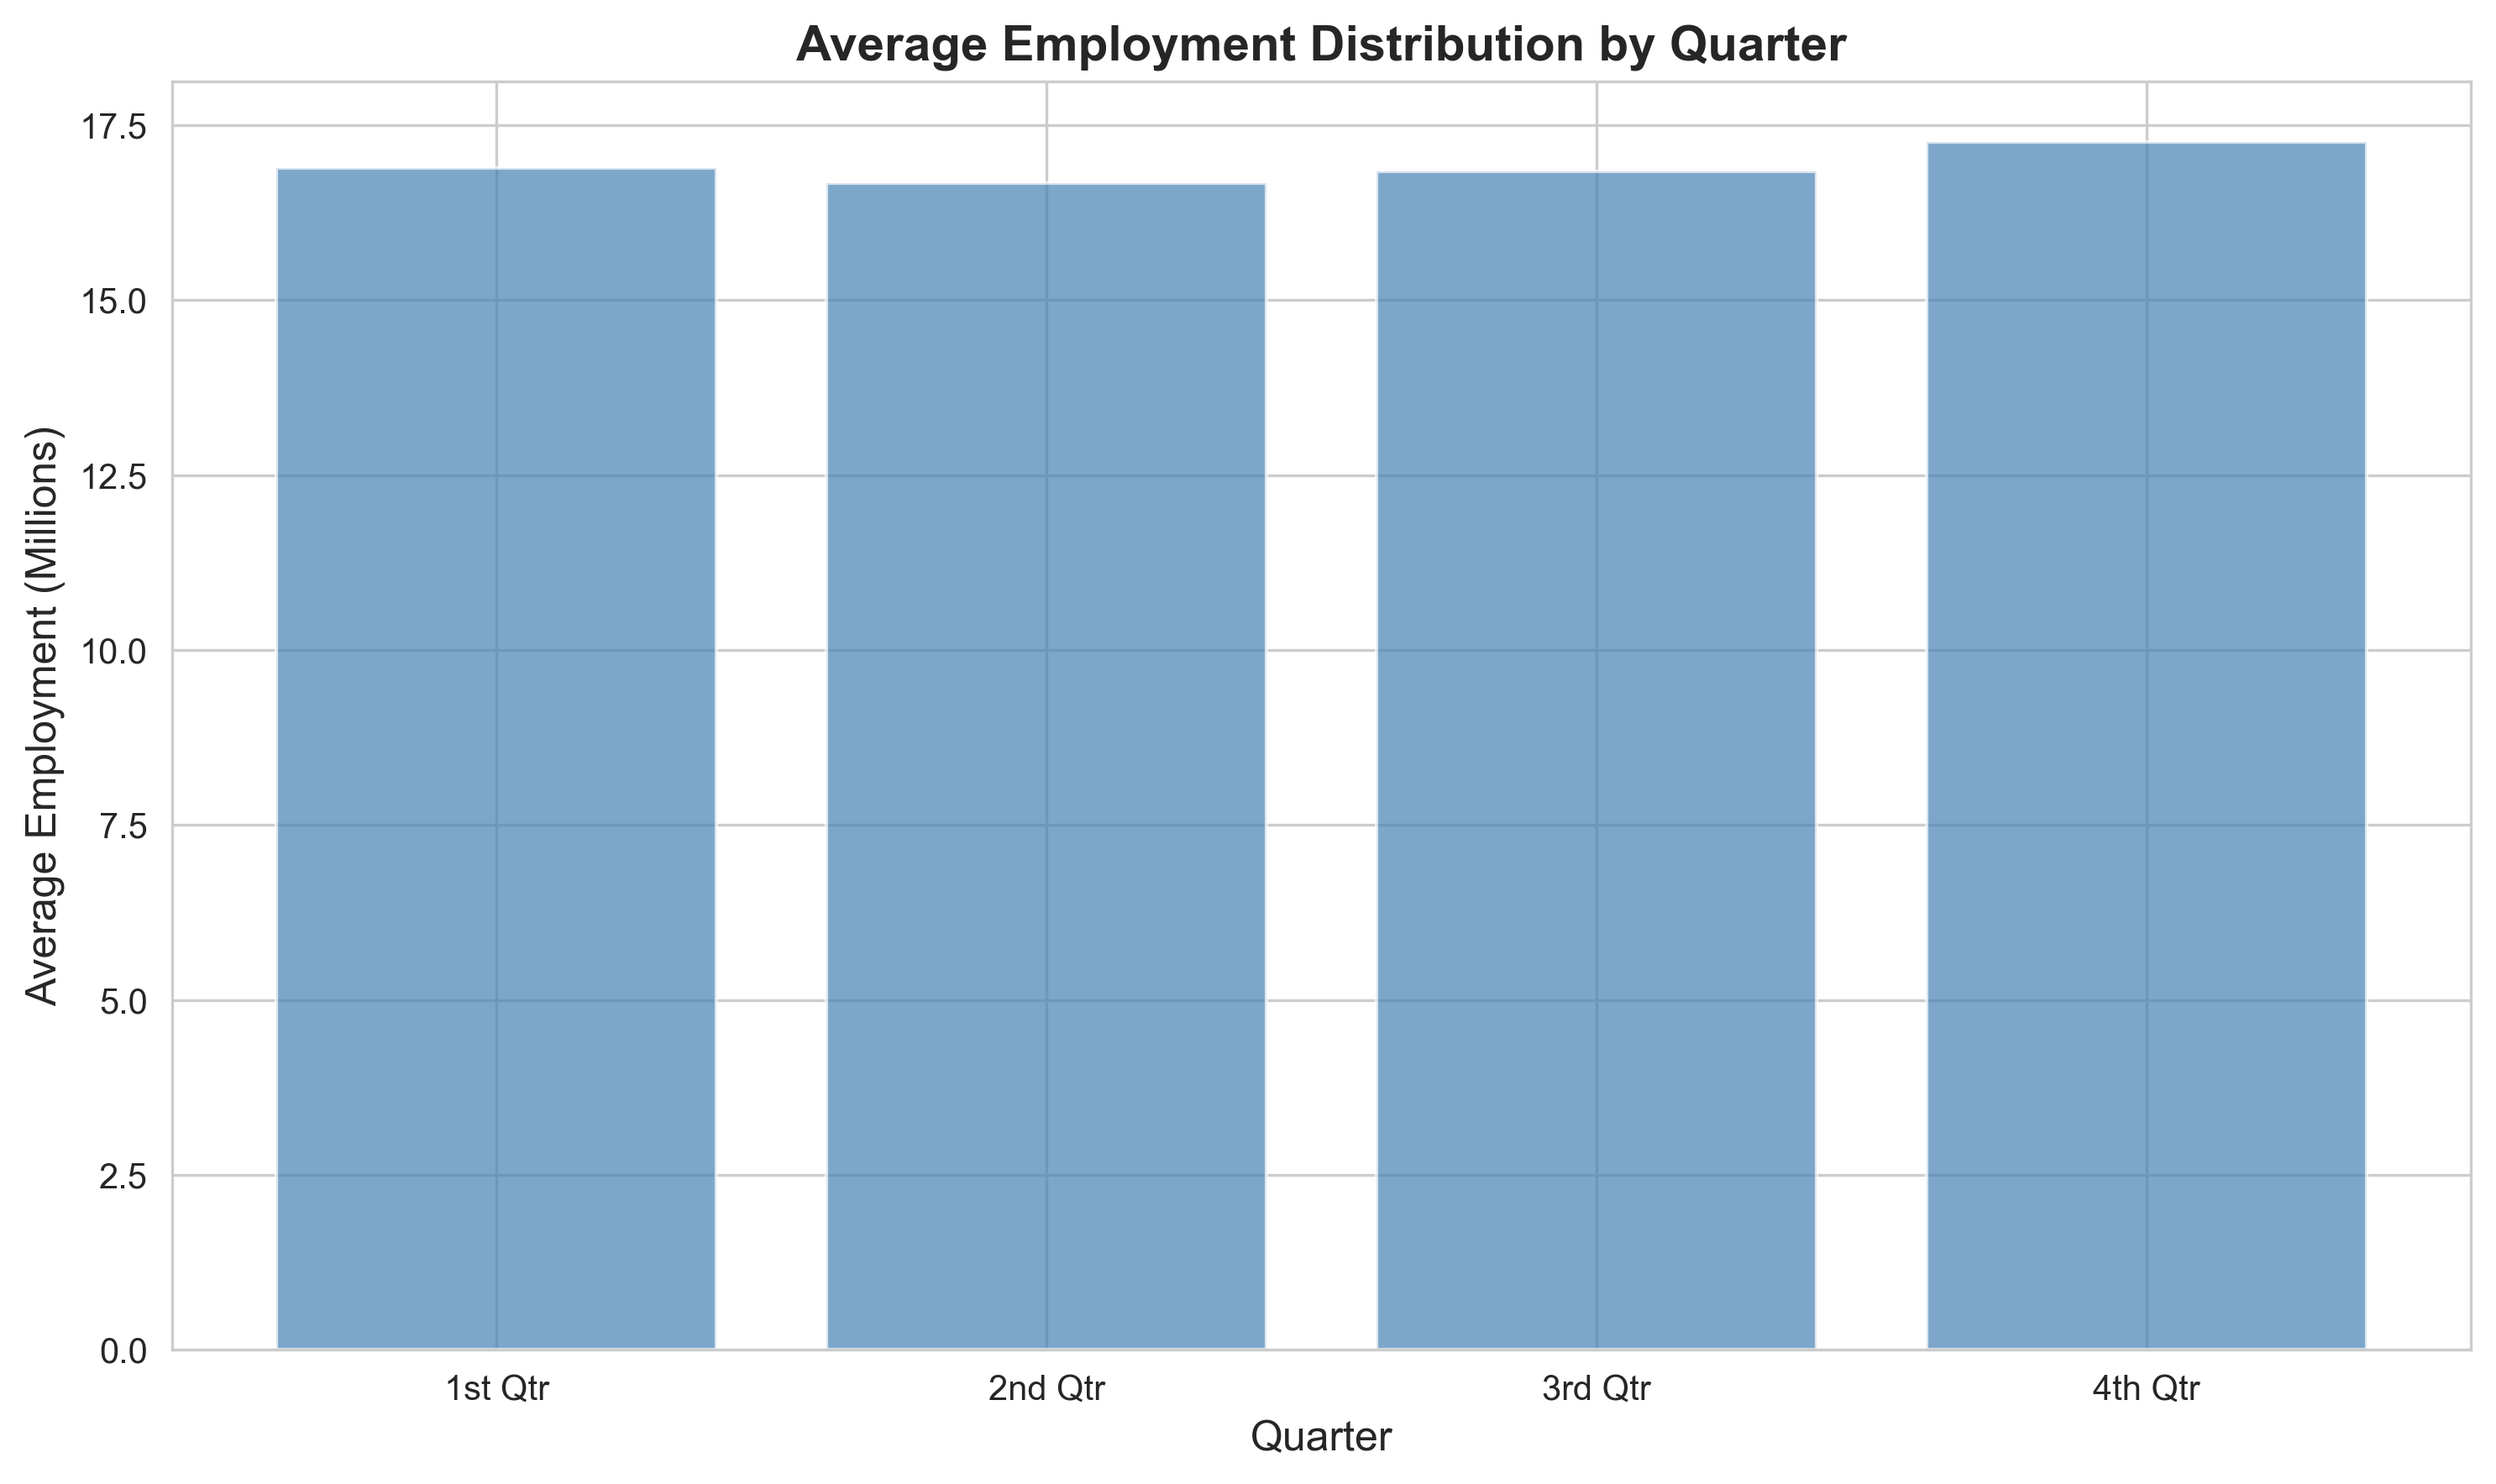 Average Employment Distribution by Quarter
Average Employment (Millions)
17.5
15.0
12.5
10.0
7.5
5.0
2.5
0.0
1st Qtr
2nd Qtr
3rd Qtr
4th Qtr
Quarter